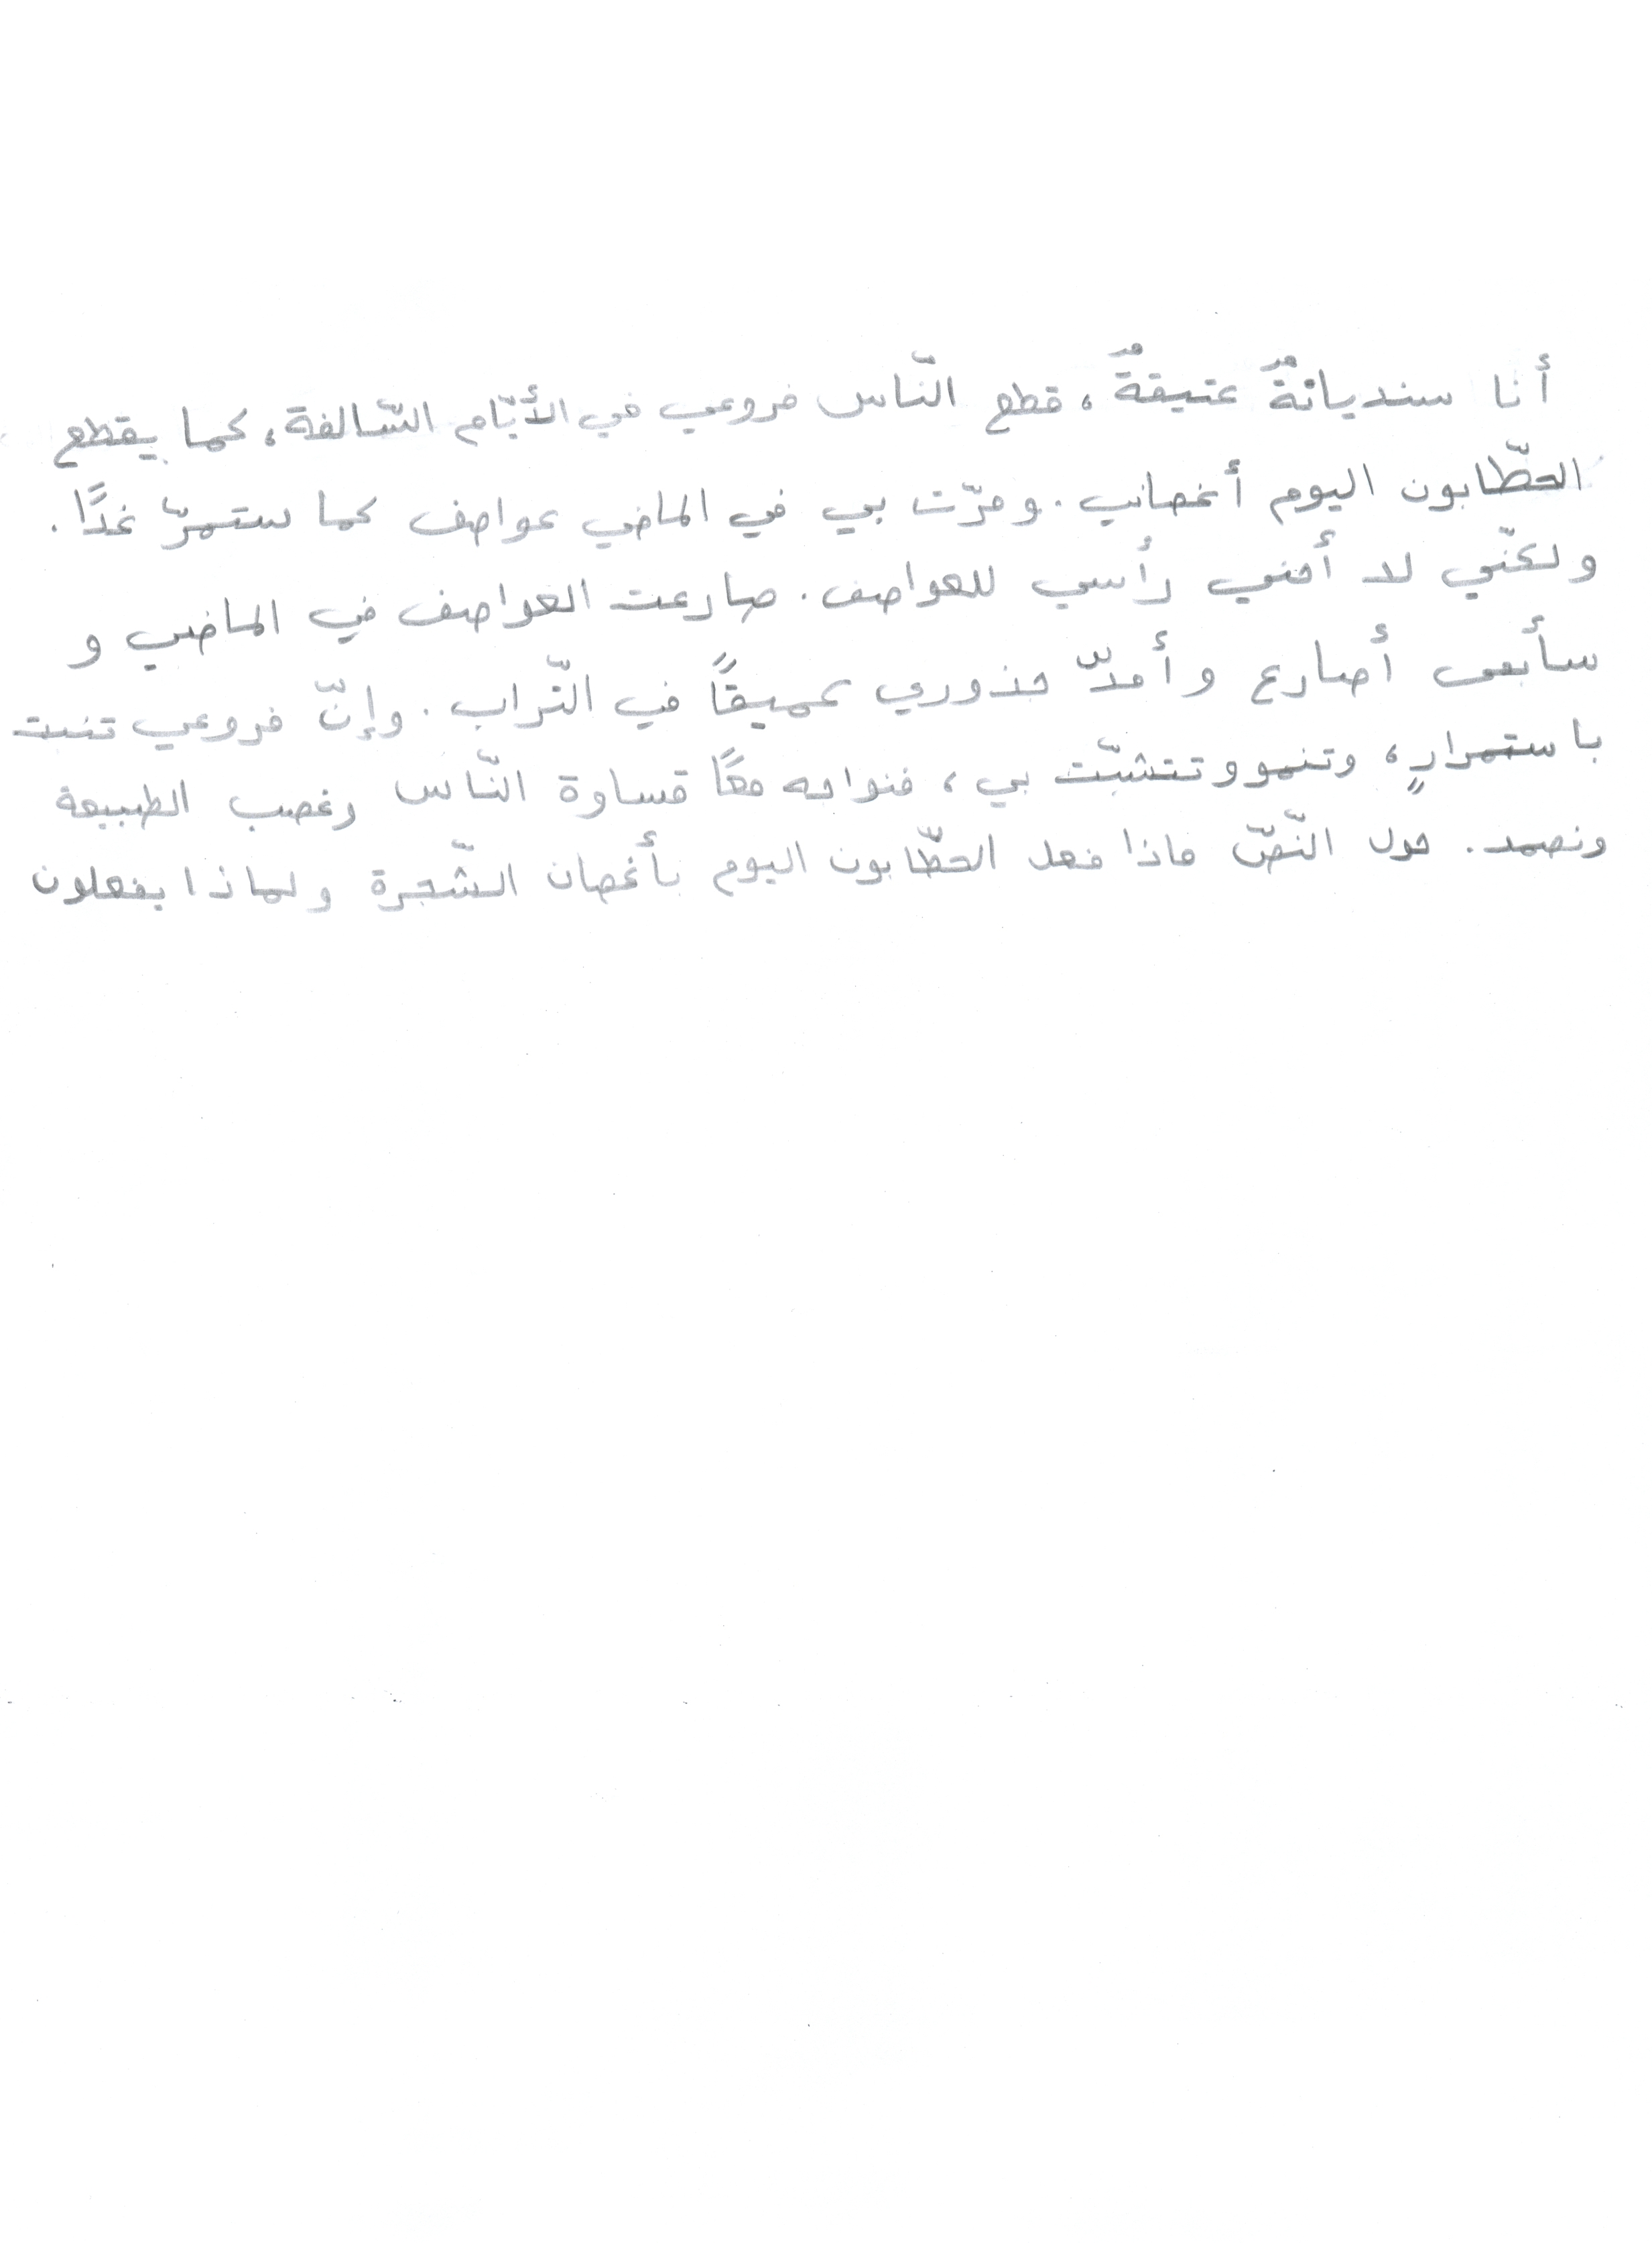 أنا سنديانةٌ عتيقةٌ، قطع النّاس فروعي في الأيّام السّالفة، كما يقطع
الحطّابون اليوم أغصاني. ومرّت بي في الماضي عواصف كما ستمرّ غدًا.
ولكنّي لا أحني رأسي للعواصف. صارعت العواصف في الماضي و
سأبقى أصارع وأمدّ جذوري عميقًا في التّراب. وإنّ فروعي تنبت
باستمرارٍ، وتنمو وتتشبّت بي، فنواجه معًا قساوة النّاس وغضب الطبيعة
ونصمد. حول النّصّ ماذا فعل الحطّابون اليوم بأغصان الشّجرة ولماذا يفعلون